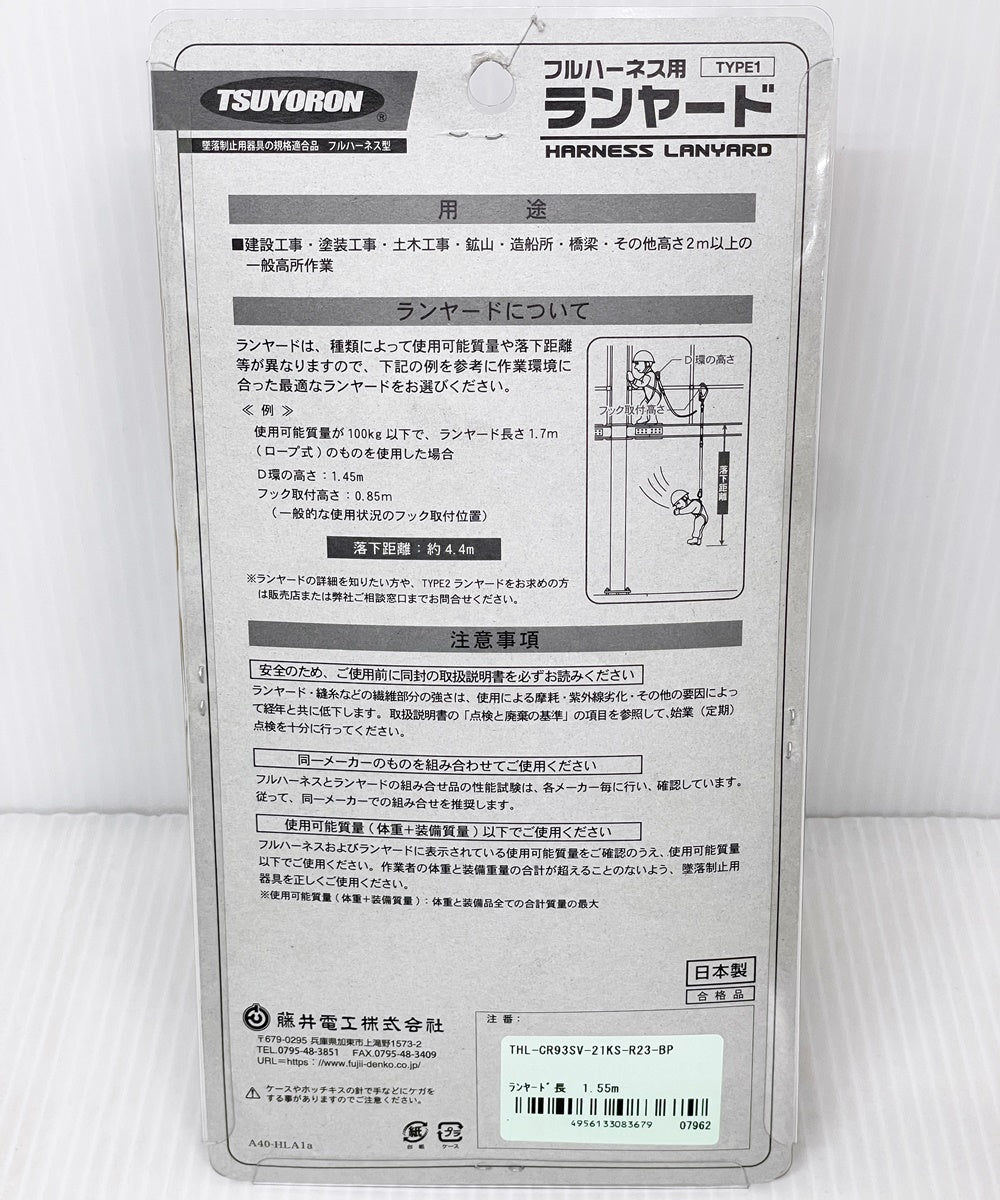 TSUYORON®
墜落制止用器具の規格適合品 フルハーネス型
フルハーネス用 TYPE1
ランヤード
HARNESS LANYARD
用 途
■建設工事・塗装工事・土木工事・鉱山・造船所・橋梁・その他高さ2m以上の
一般高所作業
ランヤードについて
ランヤードは、種類によって使用可能質量や落下距離
等が異なりますので、下記の例を参考に作業環境に
合った最適なランヤードをお選びください。
≪ 例 ≫
使用可能質量が100kg以下で、ランヤード長さ1.7m
(ロープ式)のものを使用した場合
D環の高さ：1.45m
フック取付高さ：0.85m
(一般的な使用状況のフック取付位置)
落下距離：約4.4m
D環の高さ
フック取付高さ
落下距離
※ランヤードの詳細を知りたい方や、TYPE2ランヤードをお求めの方
は販売店または弊社ご相談窓口までお問合せください。
注意事項
安全のため、ご使用前に同封の取扱説明書を必ずお読みください
ランヤード・縫糸などの繊維部分の強さは、使用による摩耗・紫外線劣化・その他の要因によっ
て経年と共に低下します。取扱説明書の「点検と廃棄の基準」の項目を参照して、始業（定期）
点検を十分に行ってください。
同一メーカーのものを組み合わせてご使用ください
フルハーネスとランヤードの組み合せ品の性能試験は、各メーカー毎に行い、確認しています。
従って、同一メーカーでの組み合せを推奨します。
使用可能質量(体重＋装備質量)以下でご使用ください
フルハーネスおよびランヤードに表示されている使用可能質量をご確認のうえ、使用可能質量
以下でご使用ください。作業者の体重と装備重量の合計が超えることのないよう、墜落制止用
器具を正しくご使用ください。
※使用可能質量(体重＋装備質量)：体重と装備品全ての合計質量の最大
日本製
合格品
藤井電工株式会社
〒679-0295 兵庫県加東市上滝野1573-2
TEL.0795-48-3851 FAX.0795-48-3409
URL＝https：//www.fujii-denko.co.jp/
⚠ ケースやホッチキスの針で手などにケガを
する事がありますのでご注意ください。
A40-HLA1a
紙
台紙
プラ
ケース
注番：
THL-CR93SV-21KS-R23-BP
ﾗﾝﾔｰﾄﾞ長 1.55m
4956133083679 07962